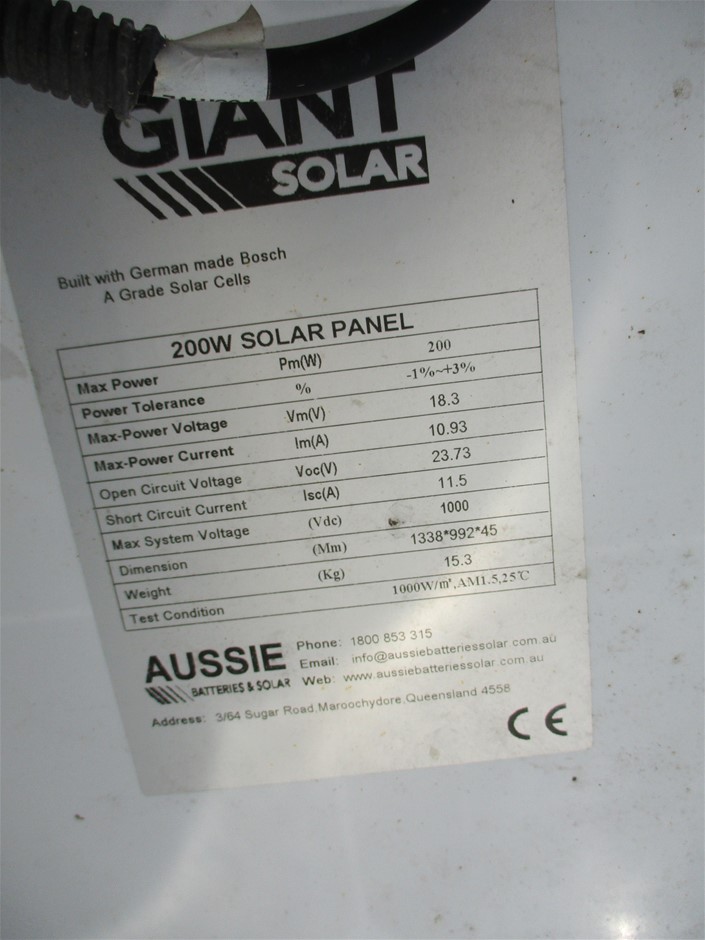 GIANT
SOLAR
Built with German made Bosch
A Grade Solar Cells
200W SOLAR PANEL
Max Power Pm(W) 200
Power Tolerance % -1%~+3%
Max-Power Voltage Vm(V) 18.3
Max-Power Current Im(A) 10.93
Open Circuit Voltage Voc(V) 23.73
Short Circuit Current Isc(A) 11.5
Max System Voltage (Vdc) 1000
Dimension (Mm) 1338*992*45
Weight (Kg) 15.3
Test Condition 1000W/m²,AM1.5,25℃
AUSSIE
BATTERIES & SOLAR
Phone: 1800 853 315
Email: info@aussiebatteriessolar.com.au
Web: www.aussiebatteriessolar.com.au
Address: 3/64 Sugar Road,Maroochydore,Queensland 4558
CE